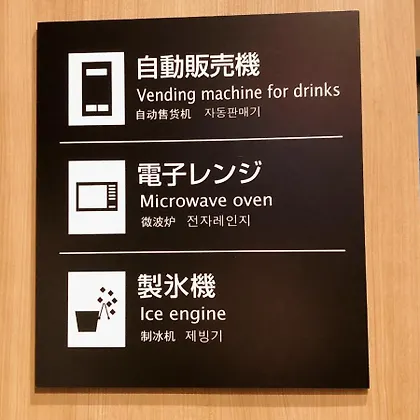 自動販売機
Vending machine for drinks
自动售货机 자동판매기
電子レンジ
Microwave oven
微波炉 전자레인지
製氷機
Ice engine
制冰机 제빙기